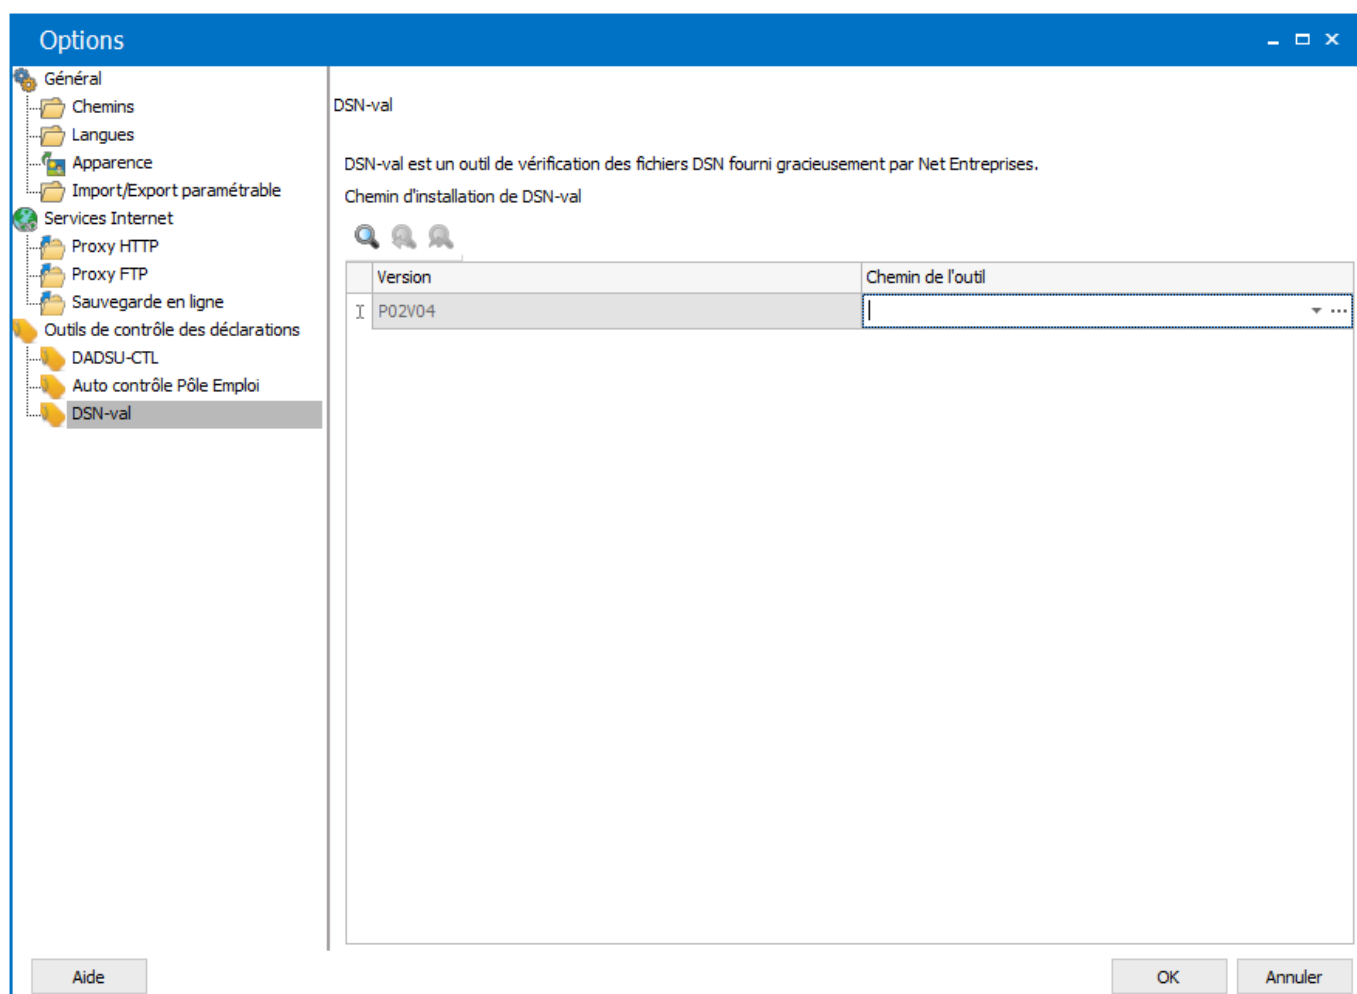 Options
Général
Chemins
Langues
Apparence
Import/Export paramétrable
Services Internet
Proxy HTTP
Proxy FTP
Sauvegarde en ligne
Outils de contrôle des déclarations
DADSU-CTL
Auto contrôle Pôle Emploi
DSN-val
DSN-val
DSN-val est un outil de vérification des fichiers DSN fourni gracieusement par Net Entreprises.
Chemin d'installation de DSN-val
Version Chemin de l'outil
P02V04
Aide OK Annuler